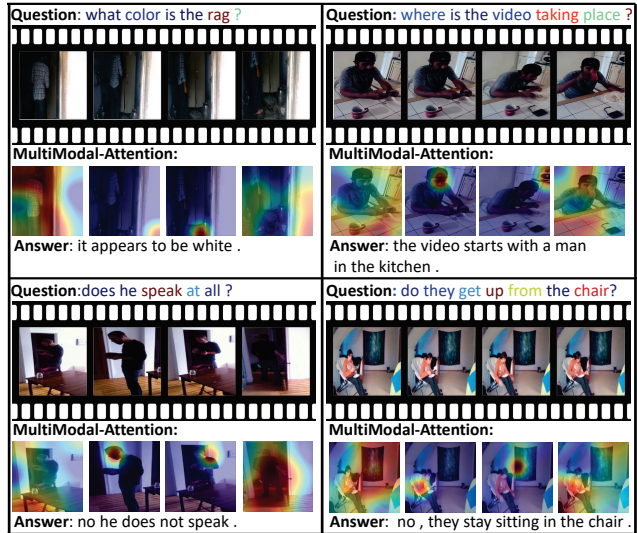 Question: what color is the rag ?
MultiModal-Attention:
Answer: it appears to be white .
Question: where is the video taking place ?
MultiModal-Attention:
Answer: the video starts with a man
in the kitchen .
Question:does he speak at all ?
MultiModal-Attention:
Answer: no he does not speak .
Question: do they get up from the chair?
MultiModal-Attention:
Answer: no , they stay sitting in the chair .